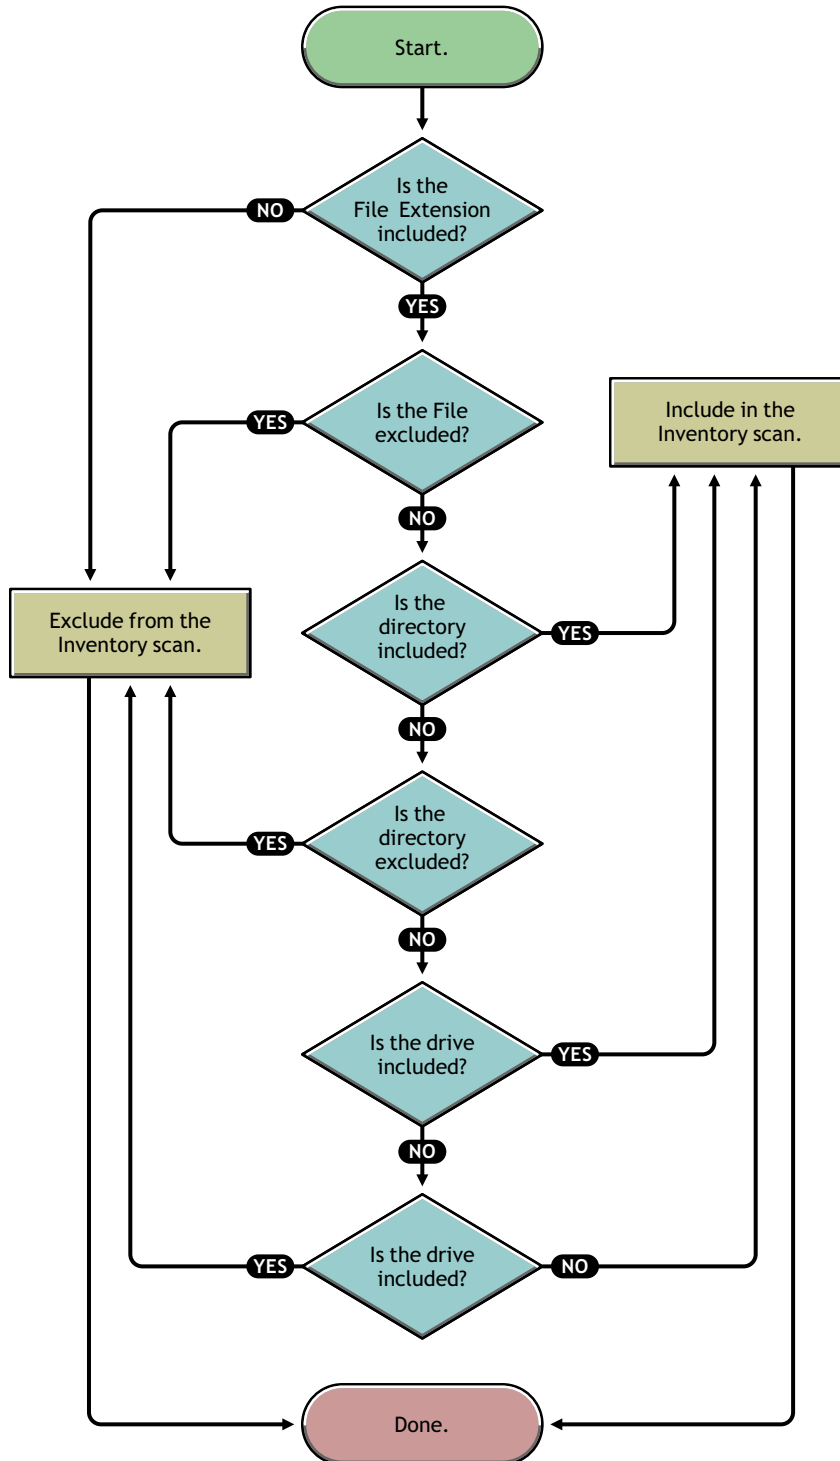 Start.
Is the
File Extension
included?
NO
YES
Is the File
excluded?
YES
NO
Include in the
Inventory scan.
Is the
directory
included?
YES
NO
Exclude from the
Inventory scan.
Is the
directory
excluded?
YES
NO
Is the drive
included?
YES
NO
Is the drive
included?
YES
NO
Done.